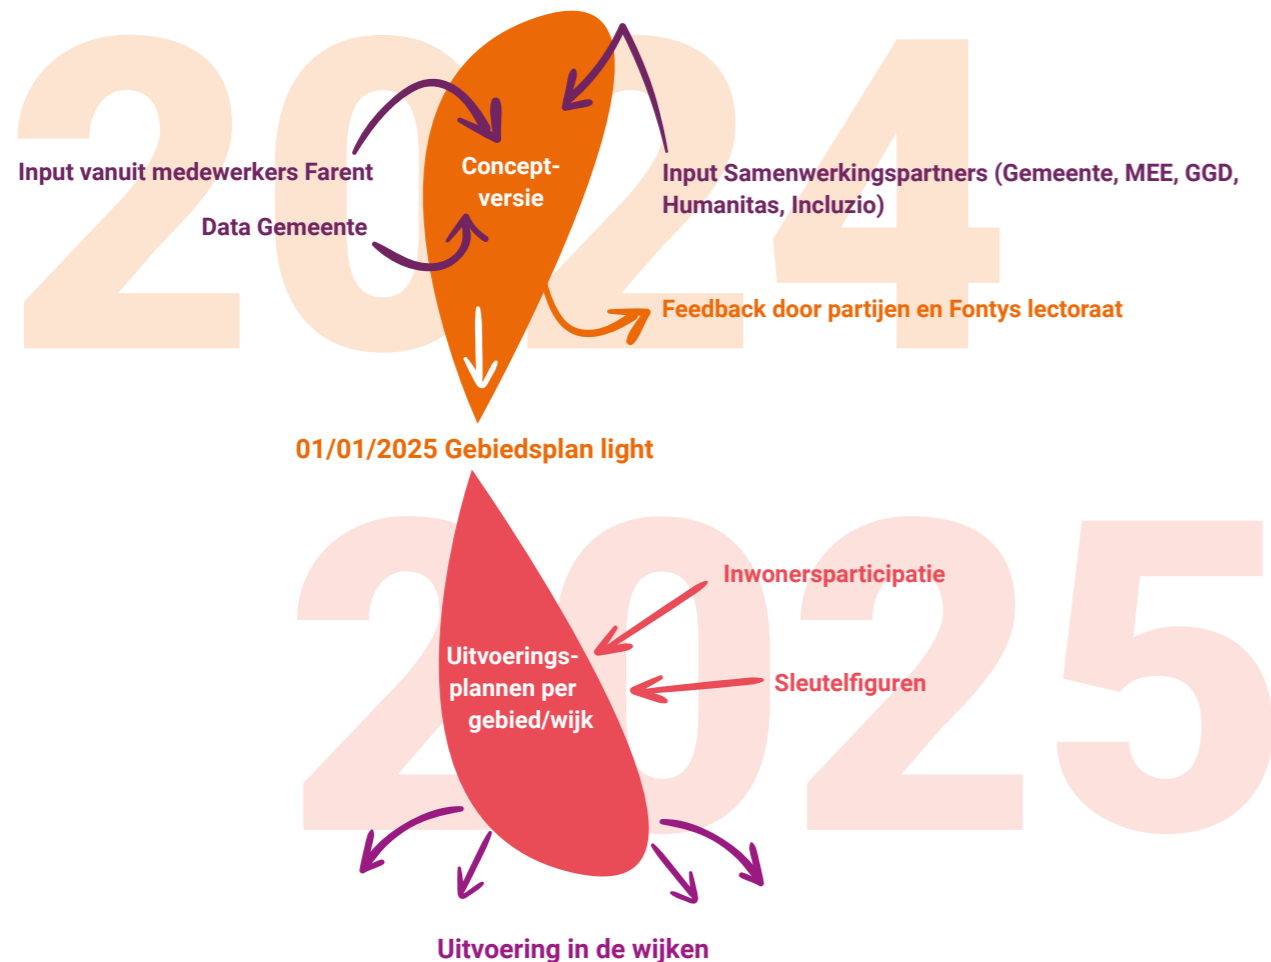 2024
Input vanuit medewerkers Farent
Data Gemeente
Concept-
versie
Input Samenwerkingspartners (Gemeente, MEE, GGD,
Humanitas, Incluzio)
Feedback door partijen en Fontys lectoraat
01/01/2025 Gebiedsplan light
2025
Inwonersparticipatie
Uitvoerings-
plannen per
gebied/wijk
Sleutelfiguren
Uitvoering in de wijken